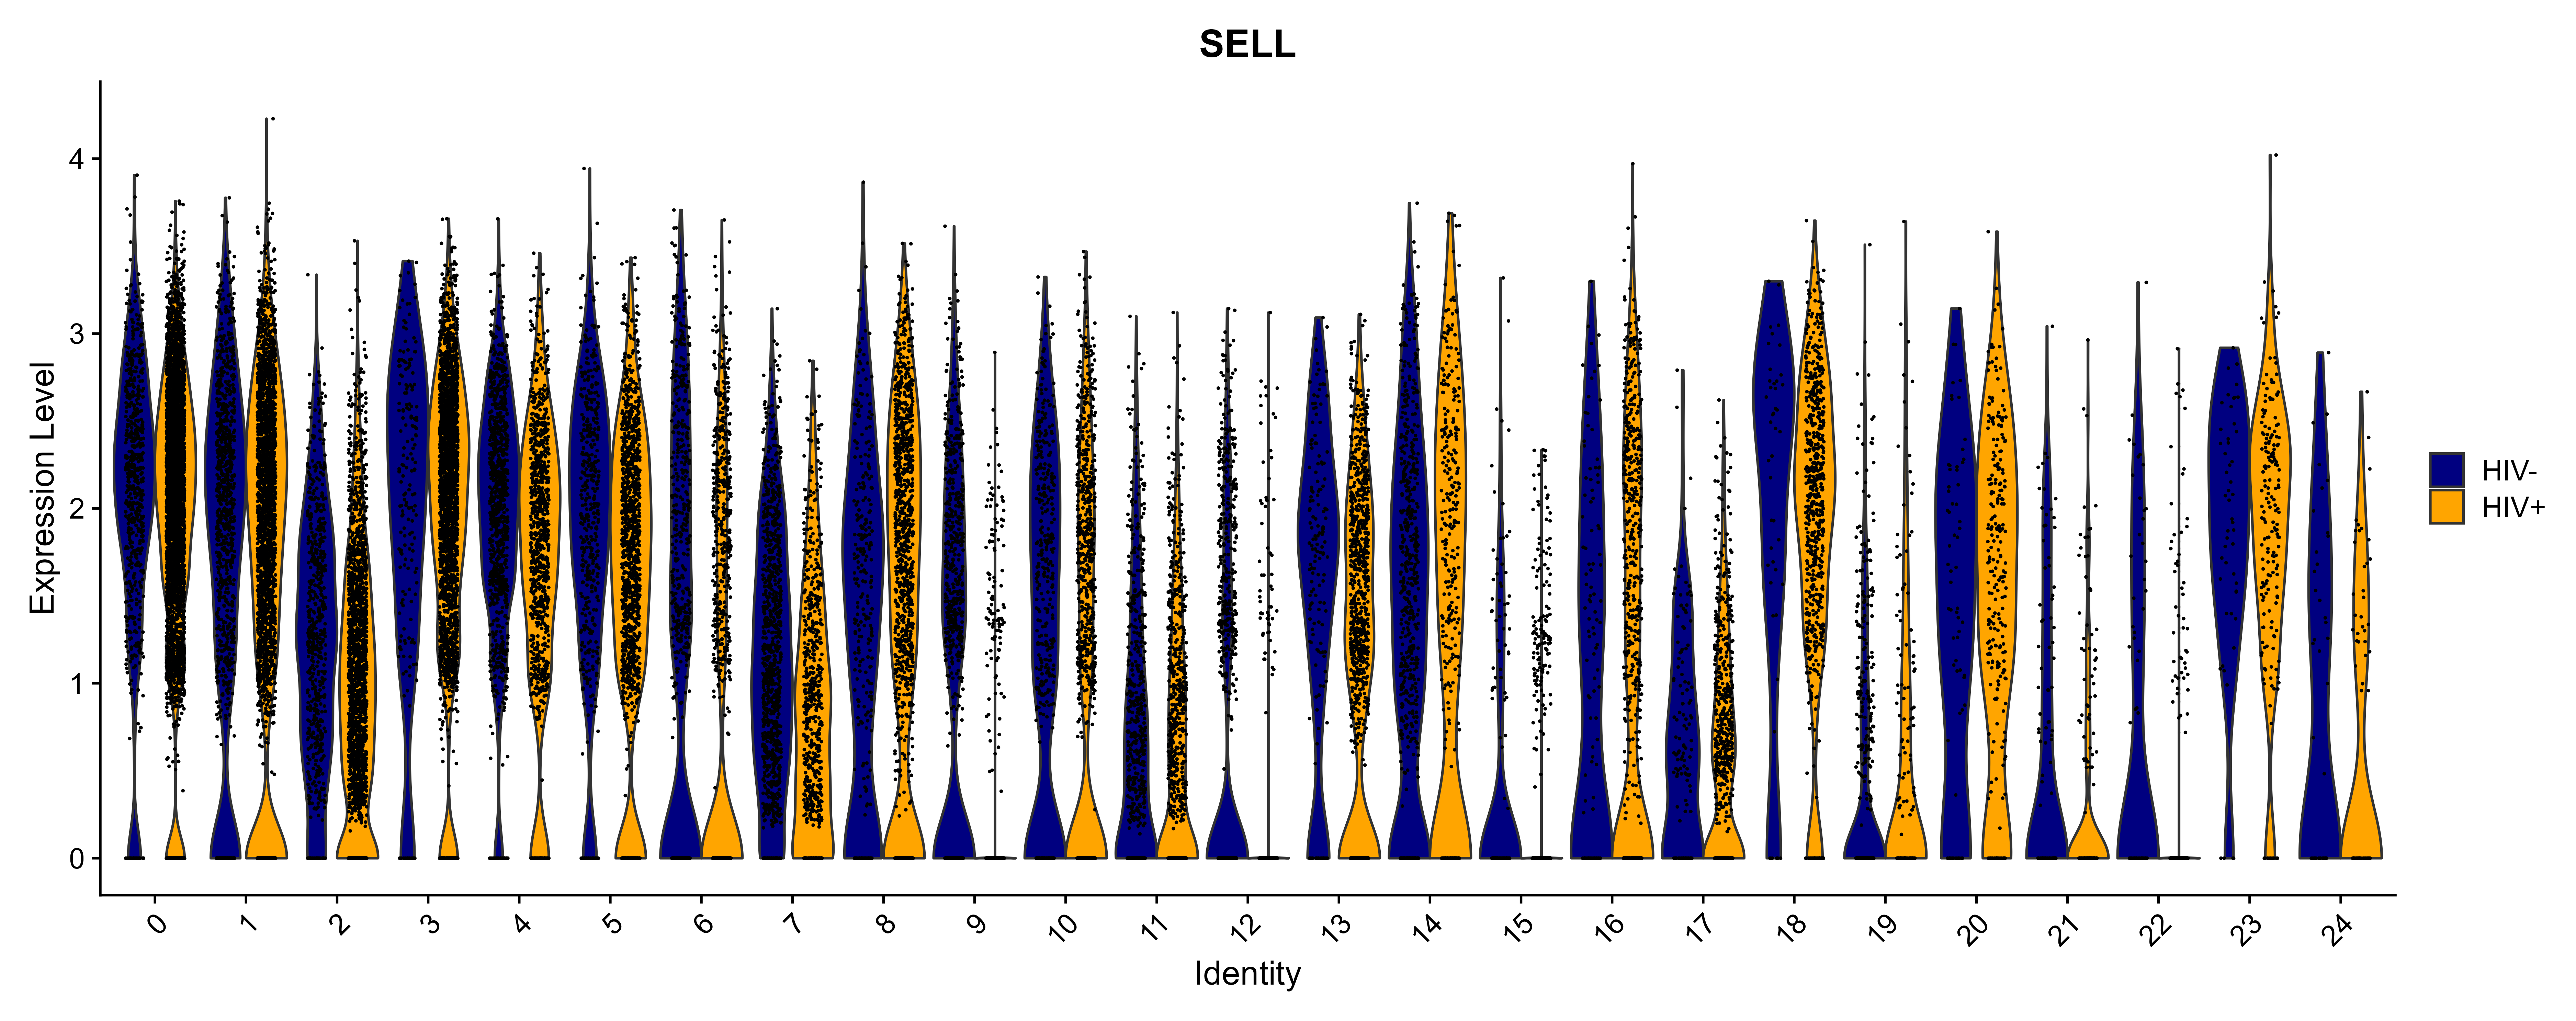 SELL
Expression Level
4
3
2
1
0
0 1 2 3 4 5 6 7 8 9 10 11 12 13 14 15 16 17 18 19 20 21 22 23 24
Identity
HIV-
HIV+